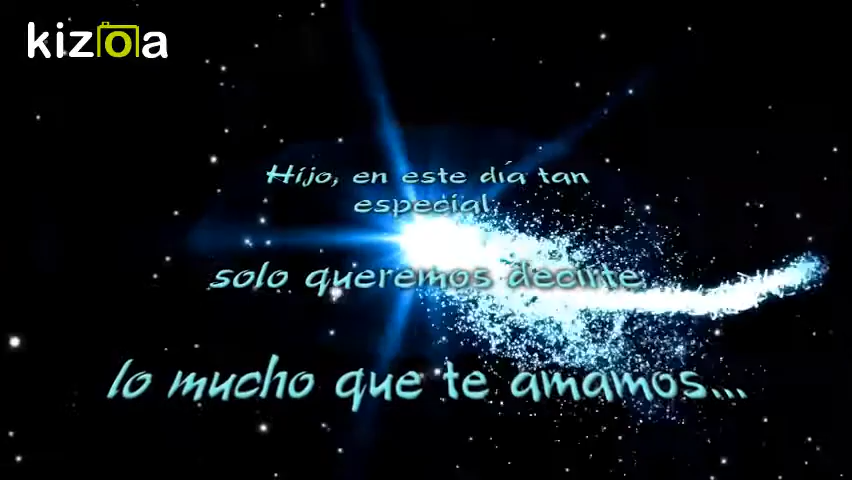 kizoa
Hijo, en este día tan
especial
solo queremos decirte
lo mucho que te amamos...